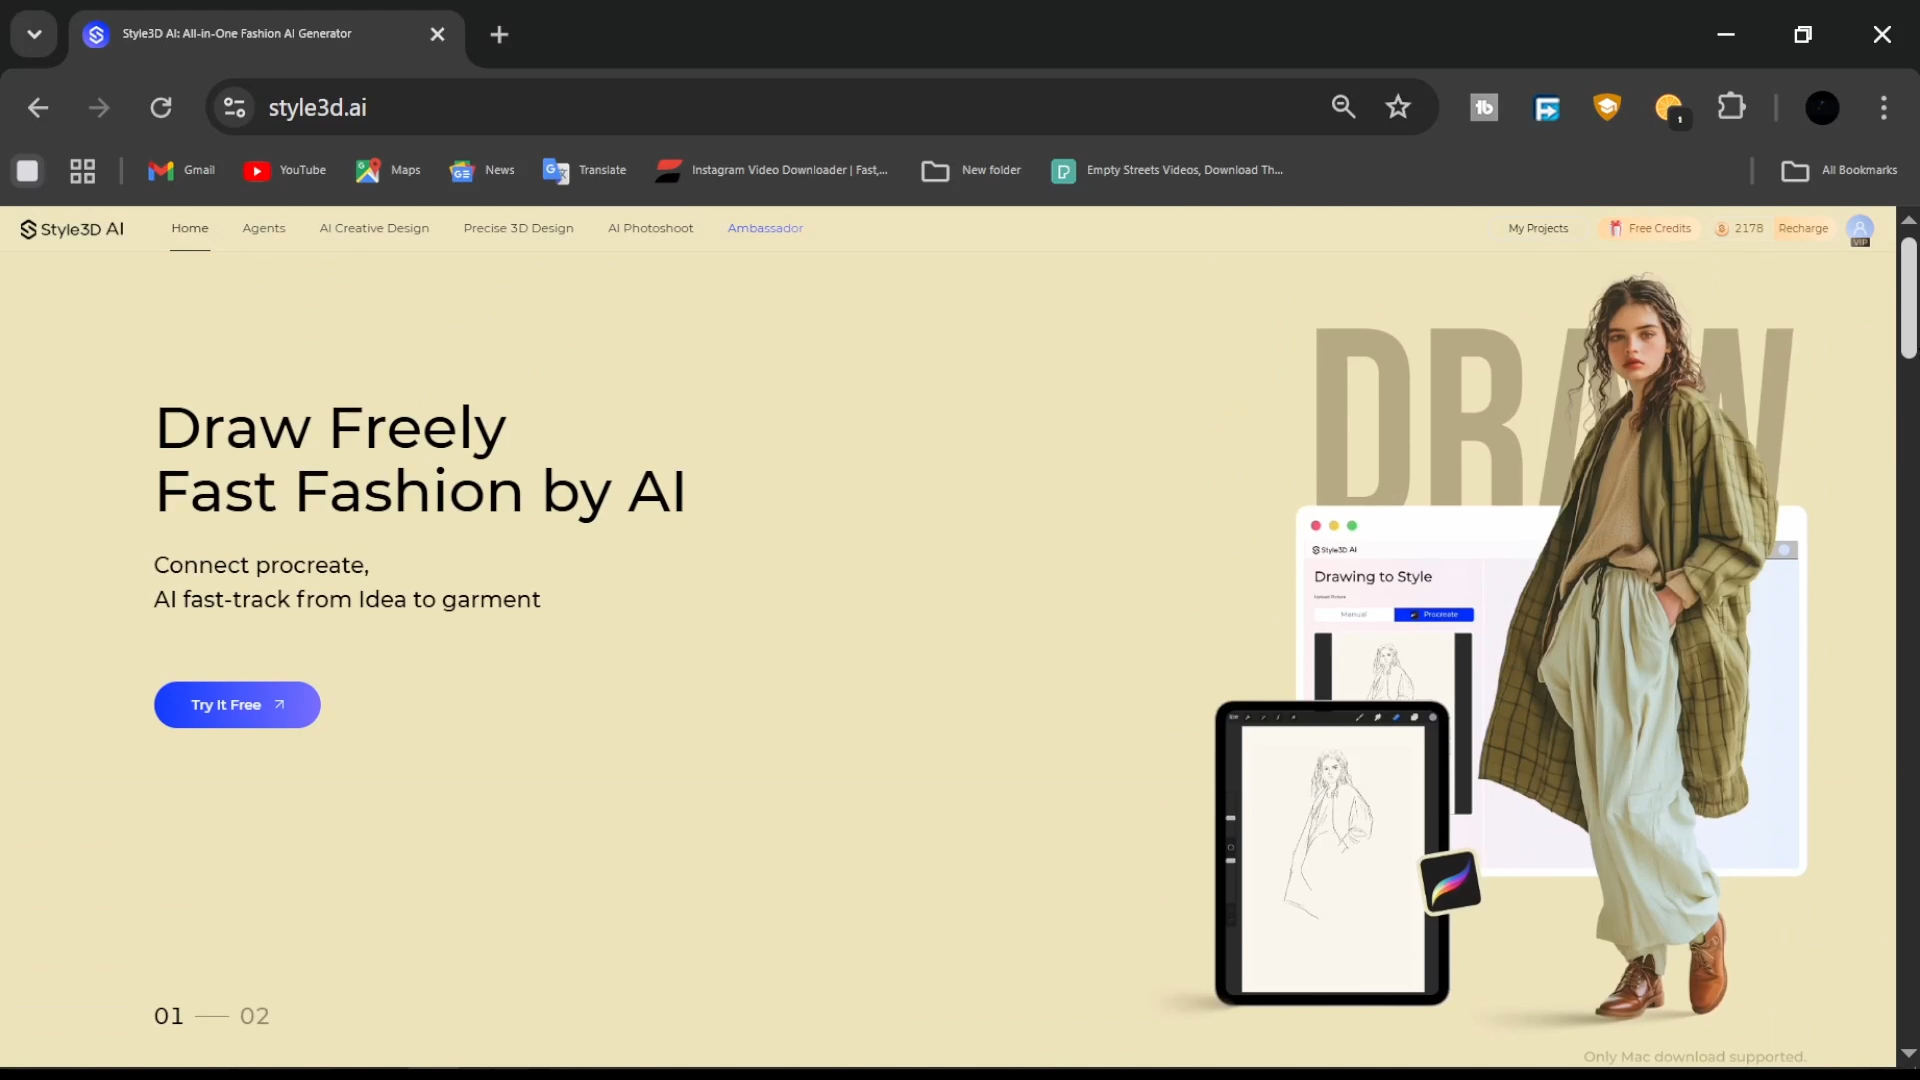 Style3D AI: All-in-One Fashion AI Generator
style3d.ai
1
Gmail
YouTube
Maps
News
Translate
Instagram Video Downloader | Fast,...
New folder
Empty Streets Videos, Download Th...
All Bookmarks
Style3D AI
Home
Agents
AI Creative Design
Precise 3D Design
AI Photoshoot
Ambassador
My Projects
Free Credits
2178
Recharge
VIP
DRAW
Draw Freely
Fast Fashion by AI
Connect procreate,
AI fast-track from Idea to garment
Try It Free
Style3D AI
Drawing to Style
Upload Picture
Manual
Procreate
01
02
Only Mac download supported.